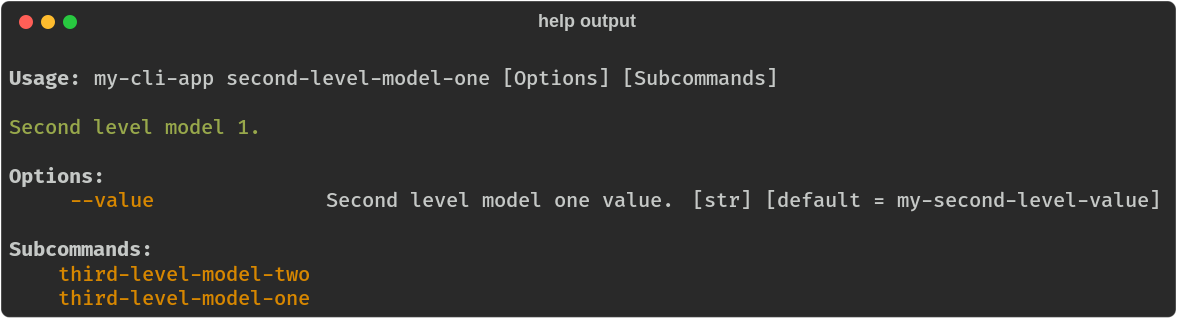 help output
Usage: my-cli-app second-level-model-one [Options] [Subcommands]
Second level model 1.
Options:
--value Second level model one value. [str] [default = my-second-level-value]
Subcommands:
third-level-model-two
third-level-model-one